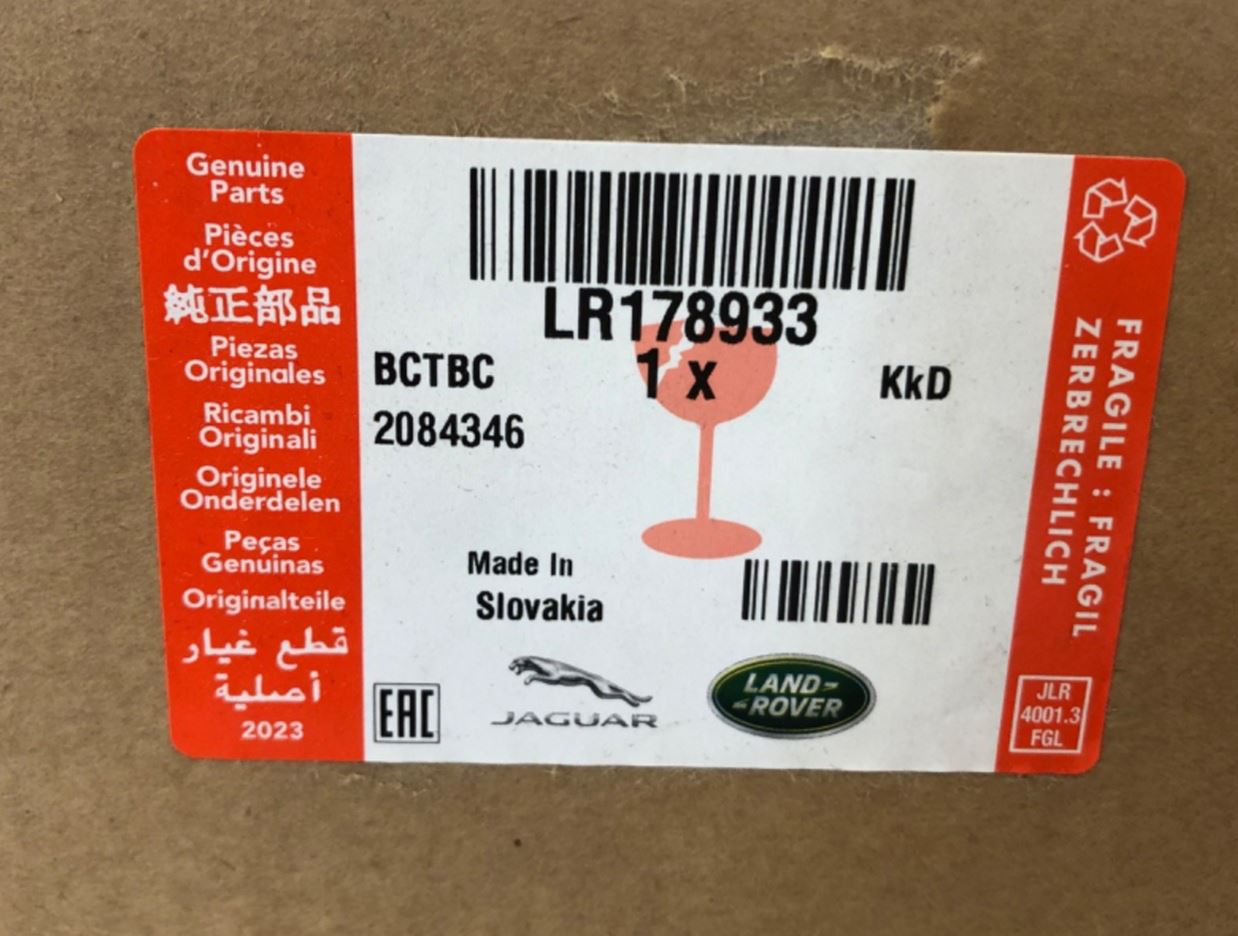 Genuine
Parts
Pièces
d'Origine
純正部品
Piezas
Originales
Ricambi
Originali
Originele
Onderdelen
Peças
Genuinas
Originalteile
قطع غيار
أصلية
2023
LR178933
1 x
BCTBC
KkD
2084346
Made In
Slovakia
EAC
JAGUAR
LAND-
-ROVER
FRAGILE : FRAGIL
ZERBRECHLICH
JLR
4001.3
FGL